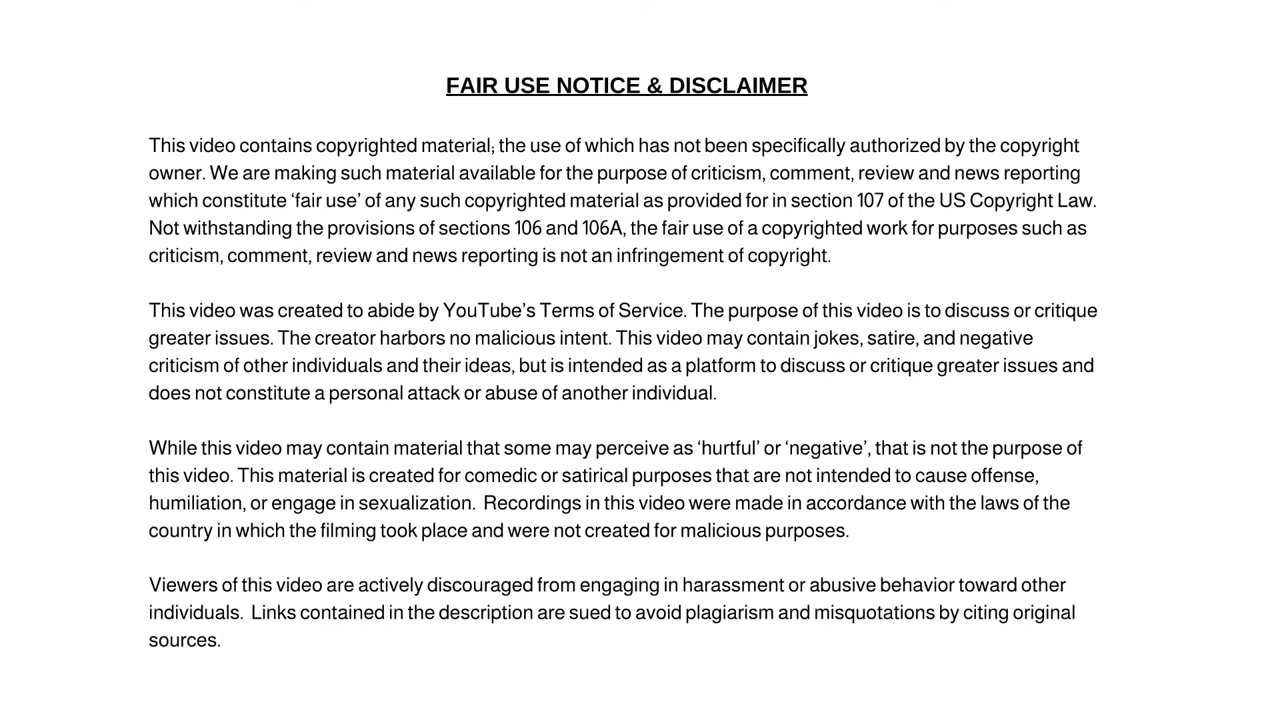 FAIR USE NOTICE & DISCLAIMER
This video contains copyrighted material; the use of which has not been specifically authorized by the copyright
owner. We are making such material available for the purpose of criticism, comment, review and news reporting
which constitute ‘fair use’ of any such copyrighted material as provided for in section 107 of the US Copyright Law.
Not withstanding the provisions of sections 106 and 106A, the fair use of a copyrighted work for purposes such as
criticism, comment, review and news reporting is not an infringement of copyright.
This video was created to abide by YouTube’s Terms of Service. The purpose of this video is to discuss or critique
greater issues. The creator harbors no malicious intent. This video may contain jokes, satire, and negative
criticism of other individuals and their ideas, but is intended as a platform to discuss or critique greater issues and
does not constitute a personal attack or abuse of another individual.
While this video may contain material that some may perceive as ‘hurtful’ or ‘negative’, that is not the purpose of
this video. This material is created for comedic or satirical purposes that are not intended to cause offense,
humiliation, or engage in sexualization.  Recordings in this video were made in accordance with the laws of the
country in which the filming took place and were not created for malicious purposes.
Viewers of this video are actively discouraged from engaging in harassment or abusive behavior toward other
individuals.  Links contained in the description are sued to avoid plagiarism and misquotations by citing original
sources.